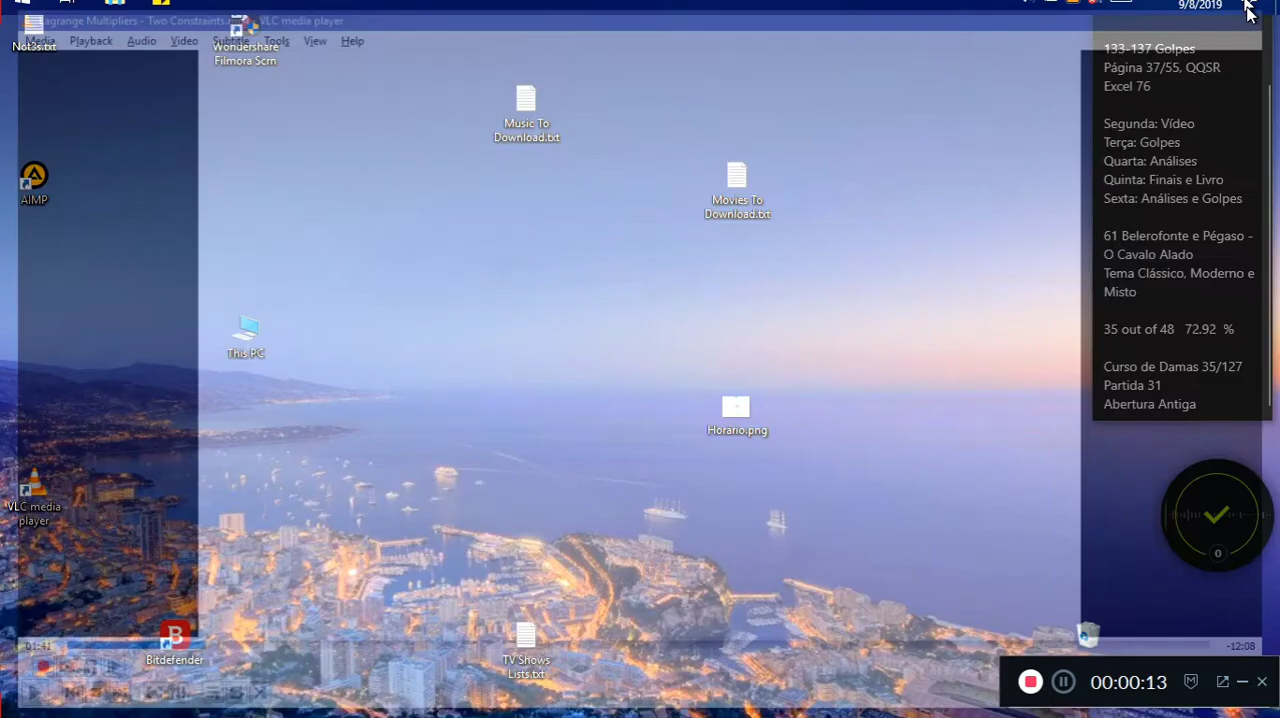 9/8/2019
Lagrange Multipliers - Two Constraints. VLC media player
Media Playback Audio Video Subtitle Tools View Help
Not3s.txt
Wondershare
Filmora Scrn
Music To
Download.txt
AIMP
Movies To
Download.txt
This PC
Horario.png
VLC media
player
Bitdefender
TV Shows
Lists.txt
133-137 Golpes
Página 37/55, QQSR
Excel 76
Segunda: Vídeo
Terça: Golpes
Quarta: Análises
Quinta: Finais e Livro
Sexta: Análises e Golpes
61 Belerofonte e Pégaso -
O Cavalo Alado
Tema Clássico, Moderno e
Misto
35 out of 48 72.92 %
Curso de Damas 35/127
Partida 31
Abertura Antiga
0
01:41
-12:08
00:00:13